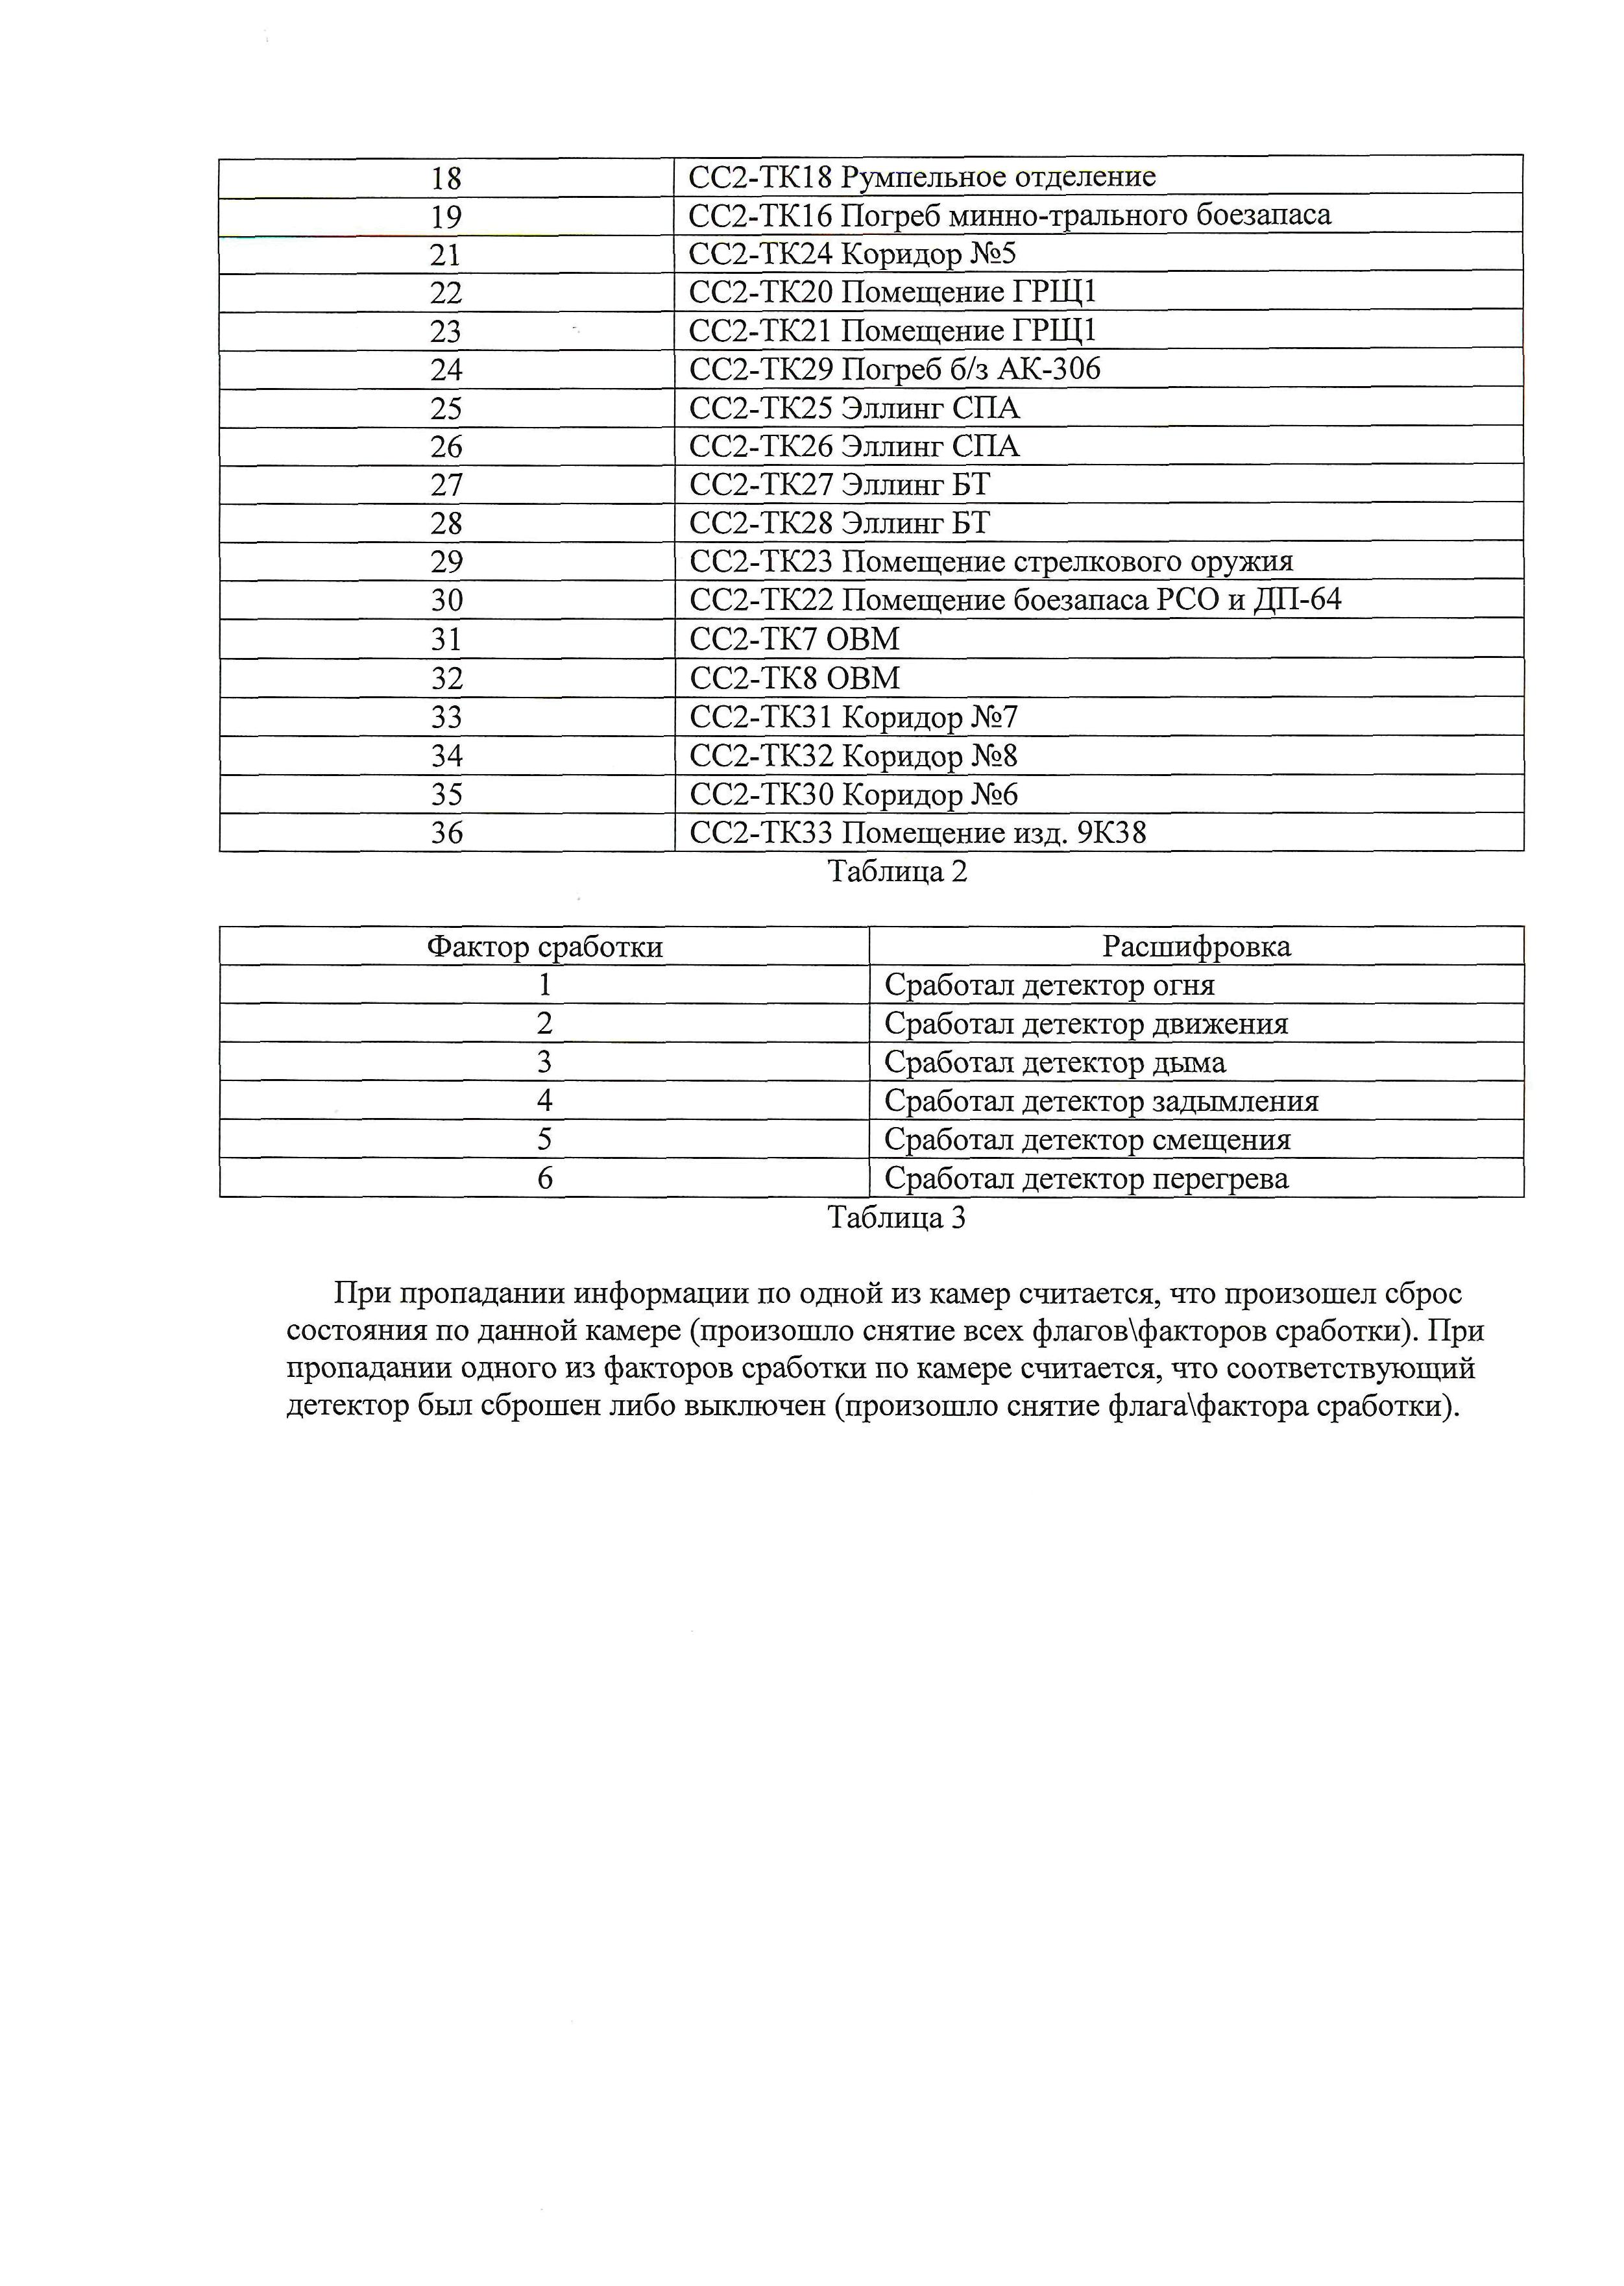 18 СС2-ТК18 Румпельное отделение
19 СС2-ТК16 Погреб минно-трального боезапаса
21 СС2-ТК24 Коридор №5
22 СС2-ТК20 Помещение ГРЩ1
23 СС2-ТК21 Помещение ГРЩ1
24 СС2-ТК29 Погреб б/з АК-306
25 СС2-ТК25 Эллинг СПА
26 СС2-ТК26 Эллинг СПА
27 СС2-ТК27 Эллинг БТ
28 СС2-ТК28 Эллинг БТ
29 СС2-ТК23 Помещение стрелкового оружия
30 СС2-ТК22 Помещение боезапаса РСО и ДП-64
31 СС2-ТК7 ОВМ
32 СС2-ТК8 ОВМ
33 СС2-ТК31 Коридор №7
34 СС2-ТК32 Коридор №8
35 СС2-ТК30 Коридор №6
36 СС2-ТК33 Помещение изд. 9К38
Таблица 2
Фактор сработки Расшифровка
1 Сработал детектор огня
2 Сработал детектор движения
3 Сработал детектор дыма
4 Сработал детектор задымления
5 Сработал детектор смещения
6 Сработал детектор перегрева
Таблица 3
При пропадании информации по одной из камер считается, что произошел сброс
состояния по данной камере (произошло снятие всех флагов\факторов сработки). При
пропадании одного из факторов сработки по камере считается, что соответствующий
детектор был сброшен либо выключен (произошло снятие флага\фактора сработки).